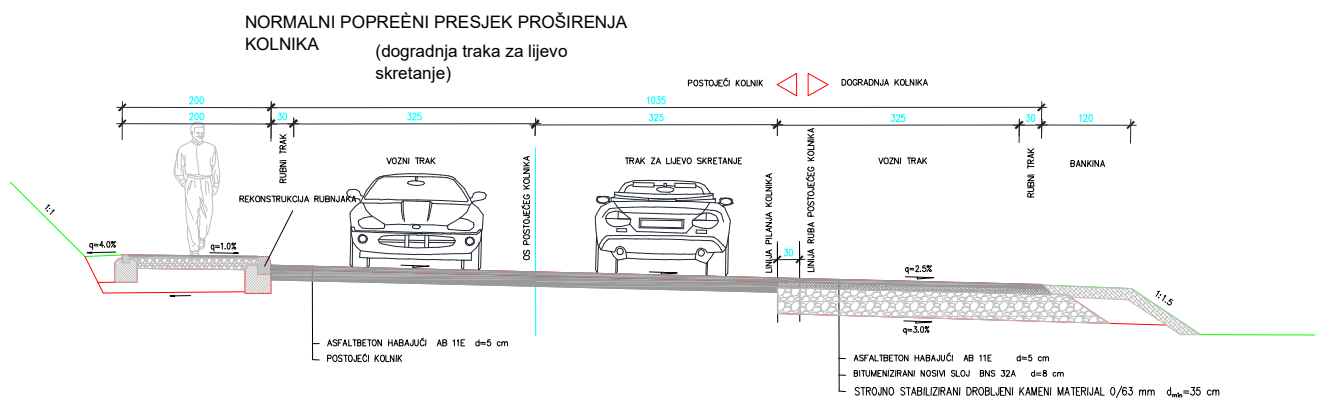 NORMALNI POPREÈNI PRESJEK PROŠIRENJA
KOLNIKA
(dogradnja traka za lijevo
skretanje)
POSTOJEĆI KOLNIK
DOGRADNJA KOLNIKA
200
1035
200
30
325
325
325
30
120
RUBNI TRAK
VOZNI TRAK
OS POSTOJEĆEG KOLNIKA
TRAK ZA LIJEVO SKRETANJE
LINIJA PILANJA KOLNIKA
LINIJA RUBA POSTOJEĆEG KOLNIKA
VOZNI TRAK
RUBNI TRAK
BANKINA
REKONSTRUKCIJA RUBNJAKA
1:1
q=4.0%
q=1.0%
30
q=2.5%
1:1.5
q=3.0%
ASFALTBETON HABAJUĆI AB 11E d=5 cm
POSTOJEĆI KOLNIK
ASFALTBETON HABAJUĆI AB 11E d=5 cm
BITUMENIZIRANI NOSIVI SLOJ BNS 32A d=8 cm
STROJNO STABILIZIRANI DROBLJENI KAMENI MATERIJAL 0/63 mm dmin=35 cm